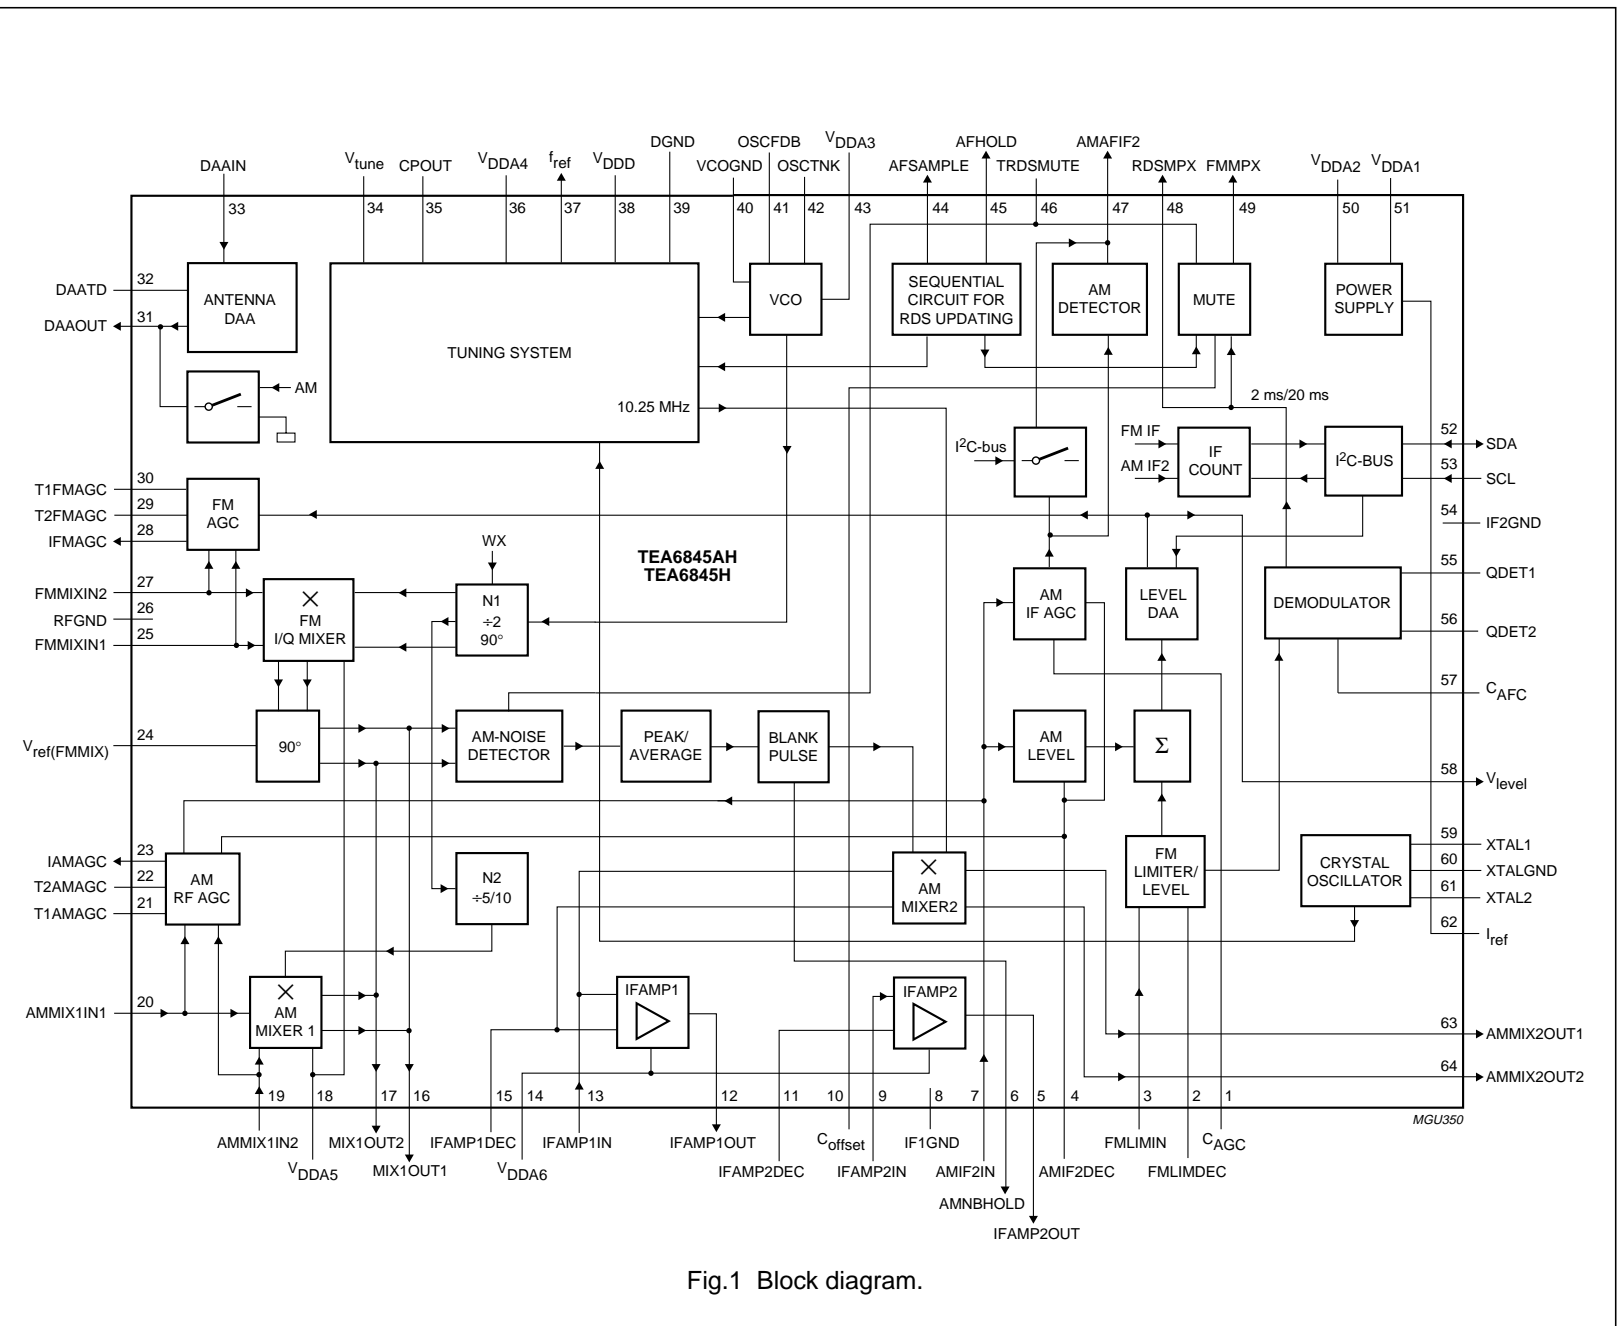 DGND OSCFDB VDDA3 AFHOLD AMAFIF2
DAAIN Vtune CPOUT VDDA4 fref VDDD VCOGND OSCTNK AFSAMPLE TRDSMUTE RDSMPX FMMPX VDDA2 VDDA1
33 34 35 36 37 38 39 40 41 42 43 44 45 46 47 48 49 50 51
DAATD 32
DAAOUT 31
ANTENNA
DAA
TUNING SYSTEM
10.25 MHz
VCO
SEQUENTIAL
CIRCUIT FOR
RDS UPDATING
AM
DETECTOR
MUTE
POWER
SUPPLY
AM
2 ms/20 ms
I²C-bus
FM IF
AM IF2
IF
COUNT
I²C-BUS
52 SDA
53 SCL
54 IF2GND
T1FMAGC 30
T2FMAGC 29
IFMAGC 28
FM
AGC
WX
TEA6845AH
TEA6845H
FMMIXIN2 27
RFGND 26
FMMIXIN1 25
×
FM
I/Q MIXER
N1
÷2
90°
AM
IF AGC
LEVEL
DAA
DEMODULATOR
55 QDET1
56 QDET2
57 CAFC
Vref(FMMIX) 24
90°
AM-NOISE
DETECTOR
PEAK/
AVERAGE
BLANK
PULSE
AM
LEVEL
Σ
58 Vlevel
IAMAGC 23
T2AMAGC 22
T1AMAGC 21
AM
RF AGC
N2
÷5/10
×
AM
MIXER2
FM
LIMITER/
LEVEL
CRYSTAL
OSCILLATOR
59 XTAL1
60 XTALGND
61 XTAL2
62 Iref
AMMIX1IN1 20
×
AM
MIXER 1
IFAMP1
IFAMP2
63 AMMIX2OUT1
64 AMMIX2OUT2
19 18 17 16 15 14 13 12 11 10 9 8 7 6 5 4 3 2 1
MGU350
AMMIX1IN2 MIX1OUT2 IFAMP1DEC IFAMP1IN IFAMP1OUT Coffset IF1GND FMLIMIN CAGC
VDDA5 MIX1OUT1 VDDA6 IFAMP2DEC IFAMP2IN AMIF2IN AMIF2DEC FMLIMDEC
AMNBHOLD
IFAMP2OUT
Fig.1 Block diagram.